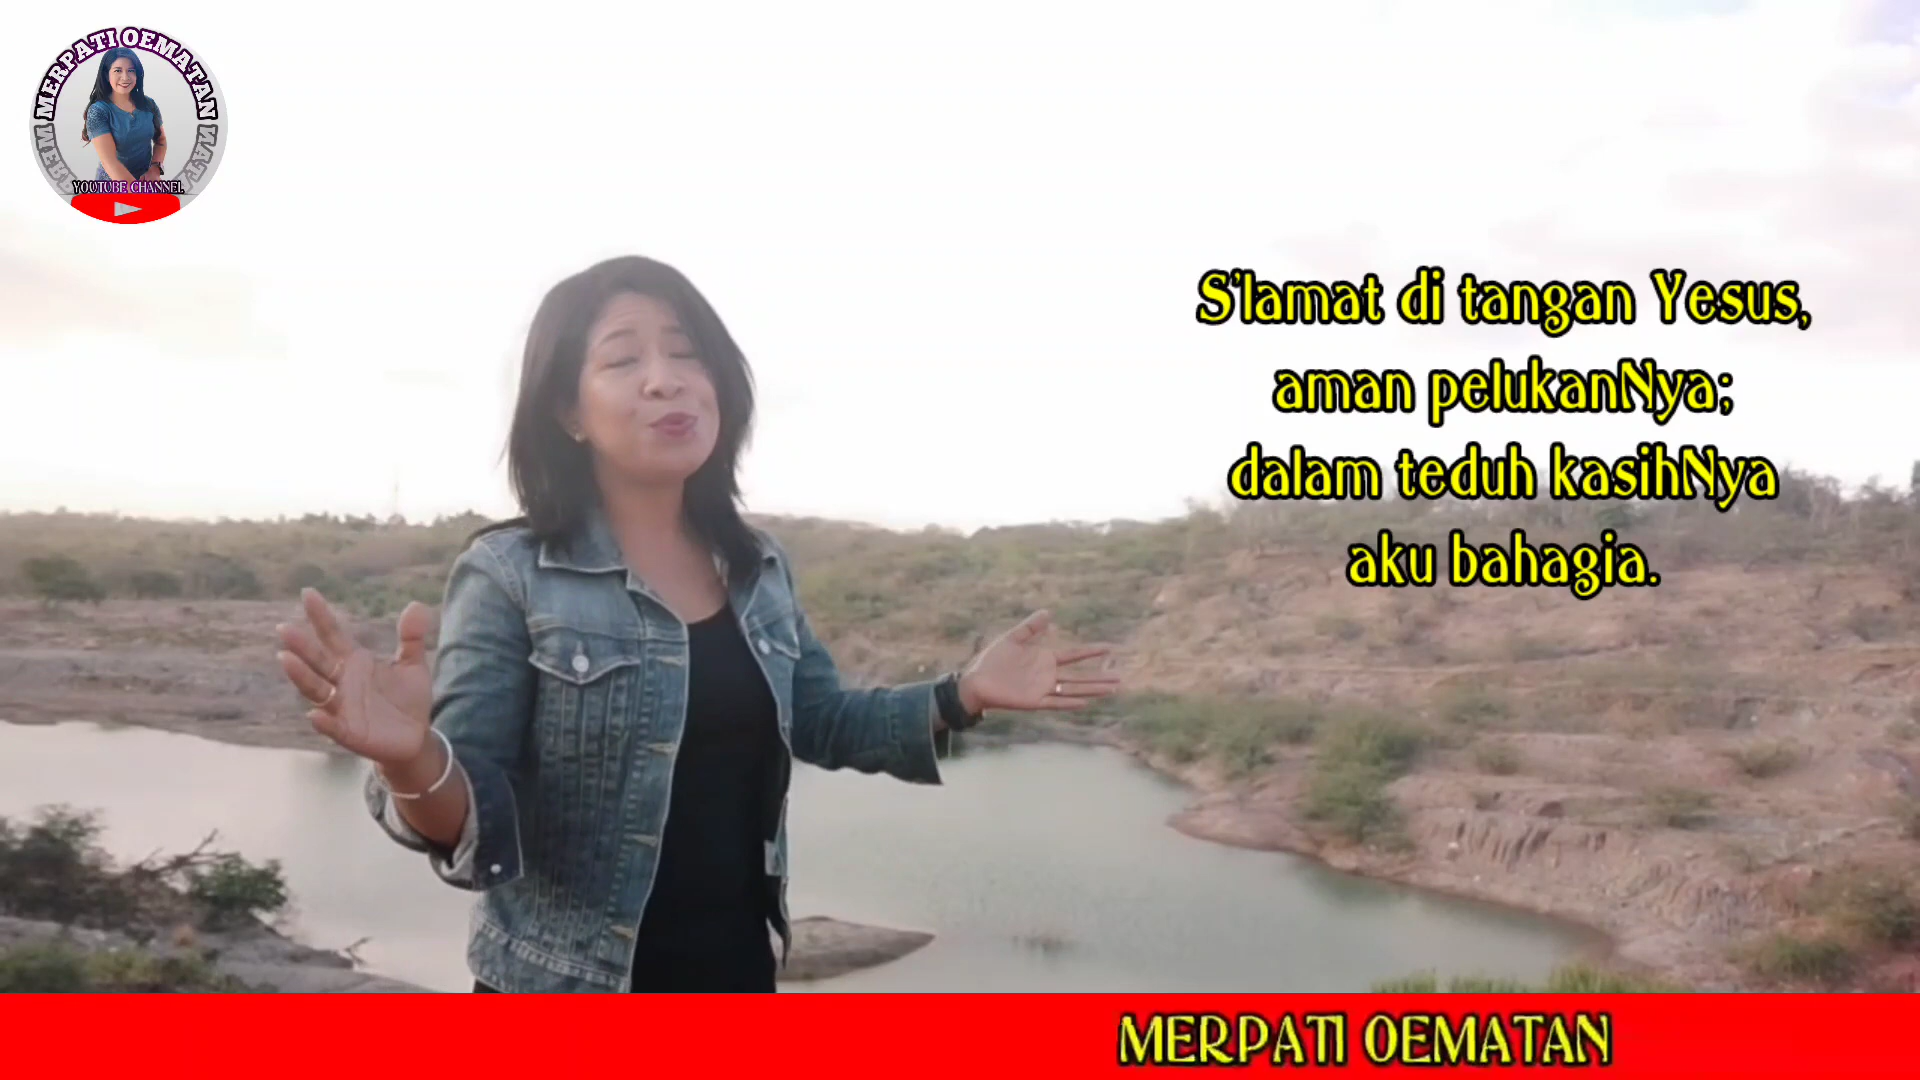 MERPATI OEMATAN
YOUTUBE CHANNEL
S'lamat di tangan Yesus,
aman pelukanNya;
dalam teduh kasihNya
aku bahagia.
MERPATI OEMATAN